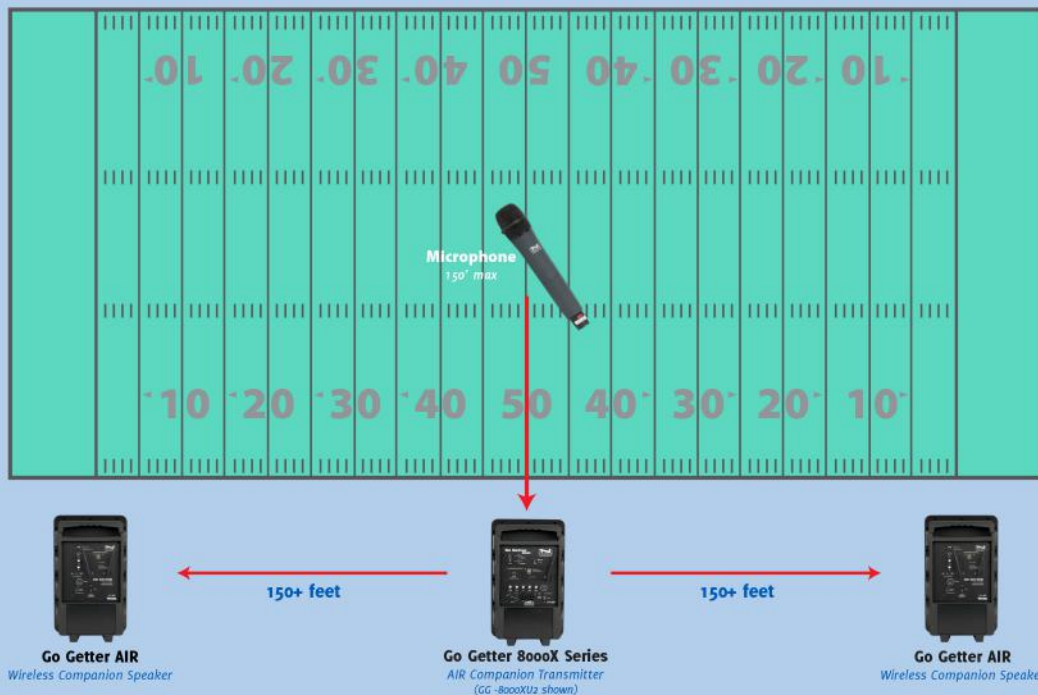 10 20 30 40 50 40 30 20 10
Microphone
150' max
10 20 30 40 50 40 30 20 10
150+ feet
150+ feet
Go Getter AIR
Wireless Companion Speaker
Go Getter 8000X Series
AIR Companion Transmitter
(GG -8000XU2 shown)
Go Getter AIR
Wireless Companion Speake